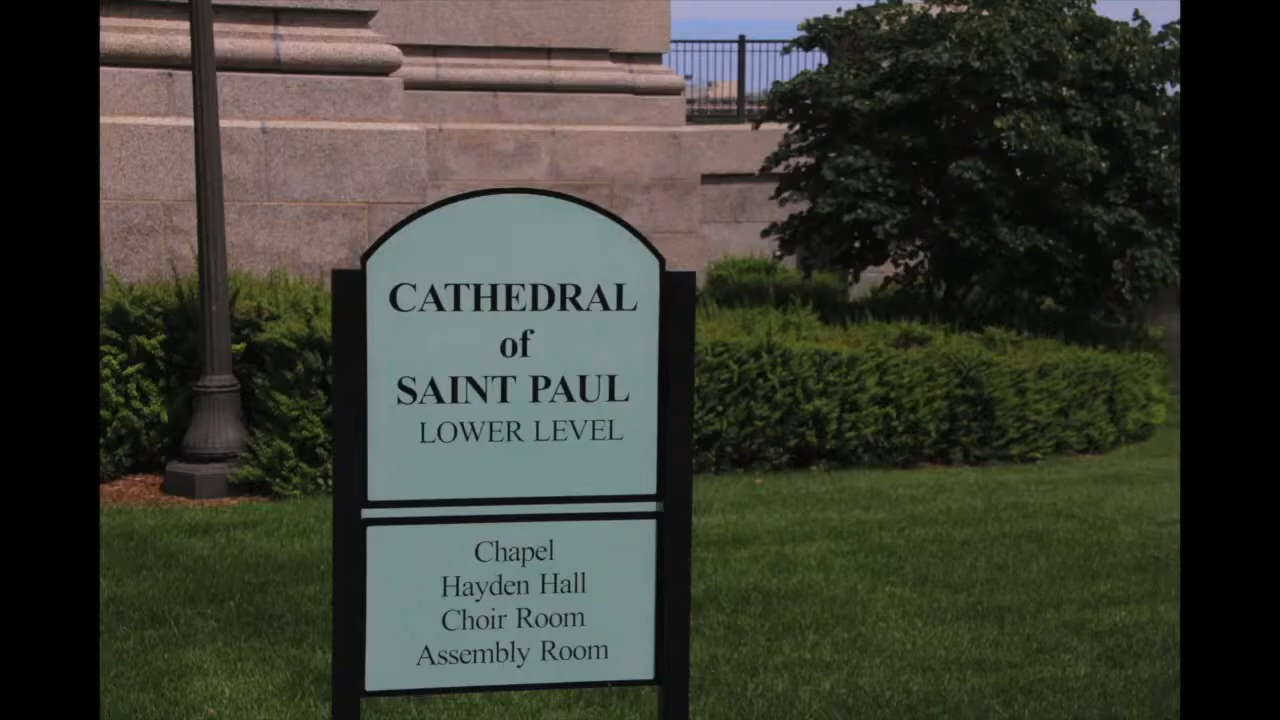 CATHEDRAL
of
SAINT PAUL
LOWER LEVEL
Chapel
Hayden Hall
Choir Room
Assembly Room